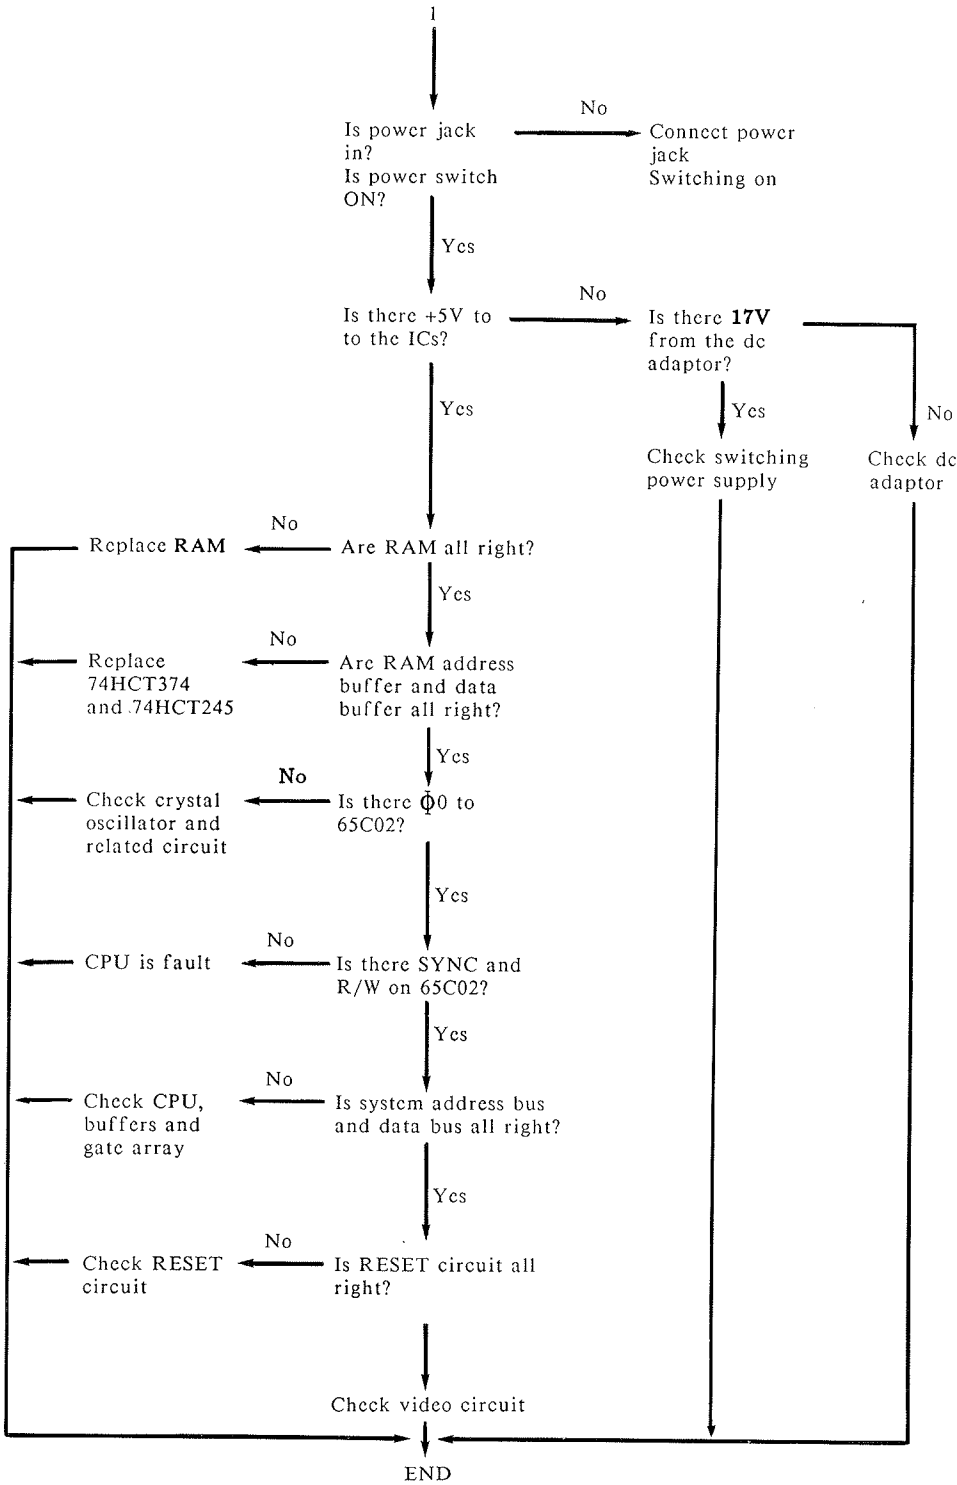 1
Is power jack
in?
Is power switch
ON?
No
Connect power
jack
Switching on
Yes
Is there +5V to
to the ICs?
No
Is there 17V
from the dc
adaptor?
Yes
Yes
No
Check switching
power supply
Check dc
adaptor
Replace RAM
No
Are RAM all right?
Yes
Replace
74HCT374
and 74HCT245
No
Are RAM address
buffer and data
buffer all right?
Yes
Check crystal
oscillator and
related circuit
No
Is there Φ0 to
65C02?
Yes
CPU is fault
No
Is there SYNC and
R/W on 65C02?
Yes
Check CPU,
buffers and
gate array
No
Is system address bus
and data bus all right?
Yes
Check RESET
circuit
No
Is RESET circuit all
right?
Check video circuit
END